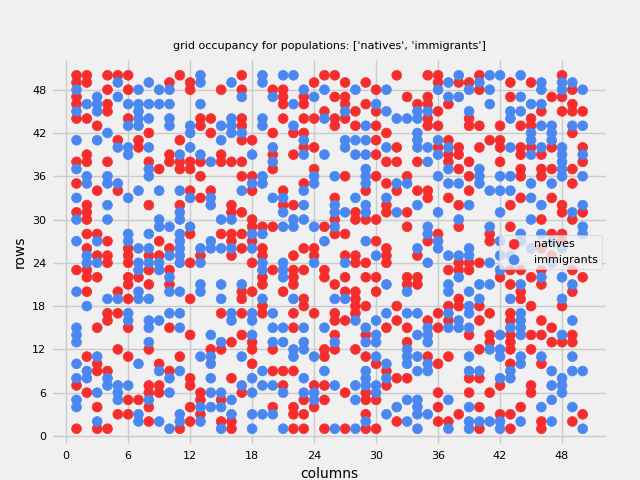 grid occupancy for populations: ['natives', 'immigrants']
rows
48
42
36
30
24
18
12
6
0
natives
immigrants
0 6 12 18 24 30 36 42 48
columns